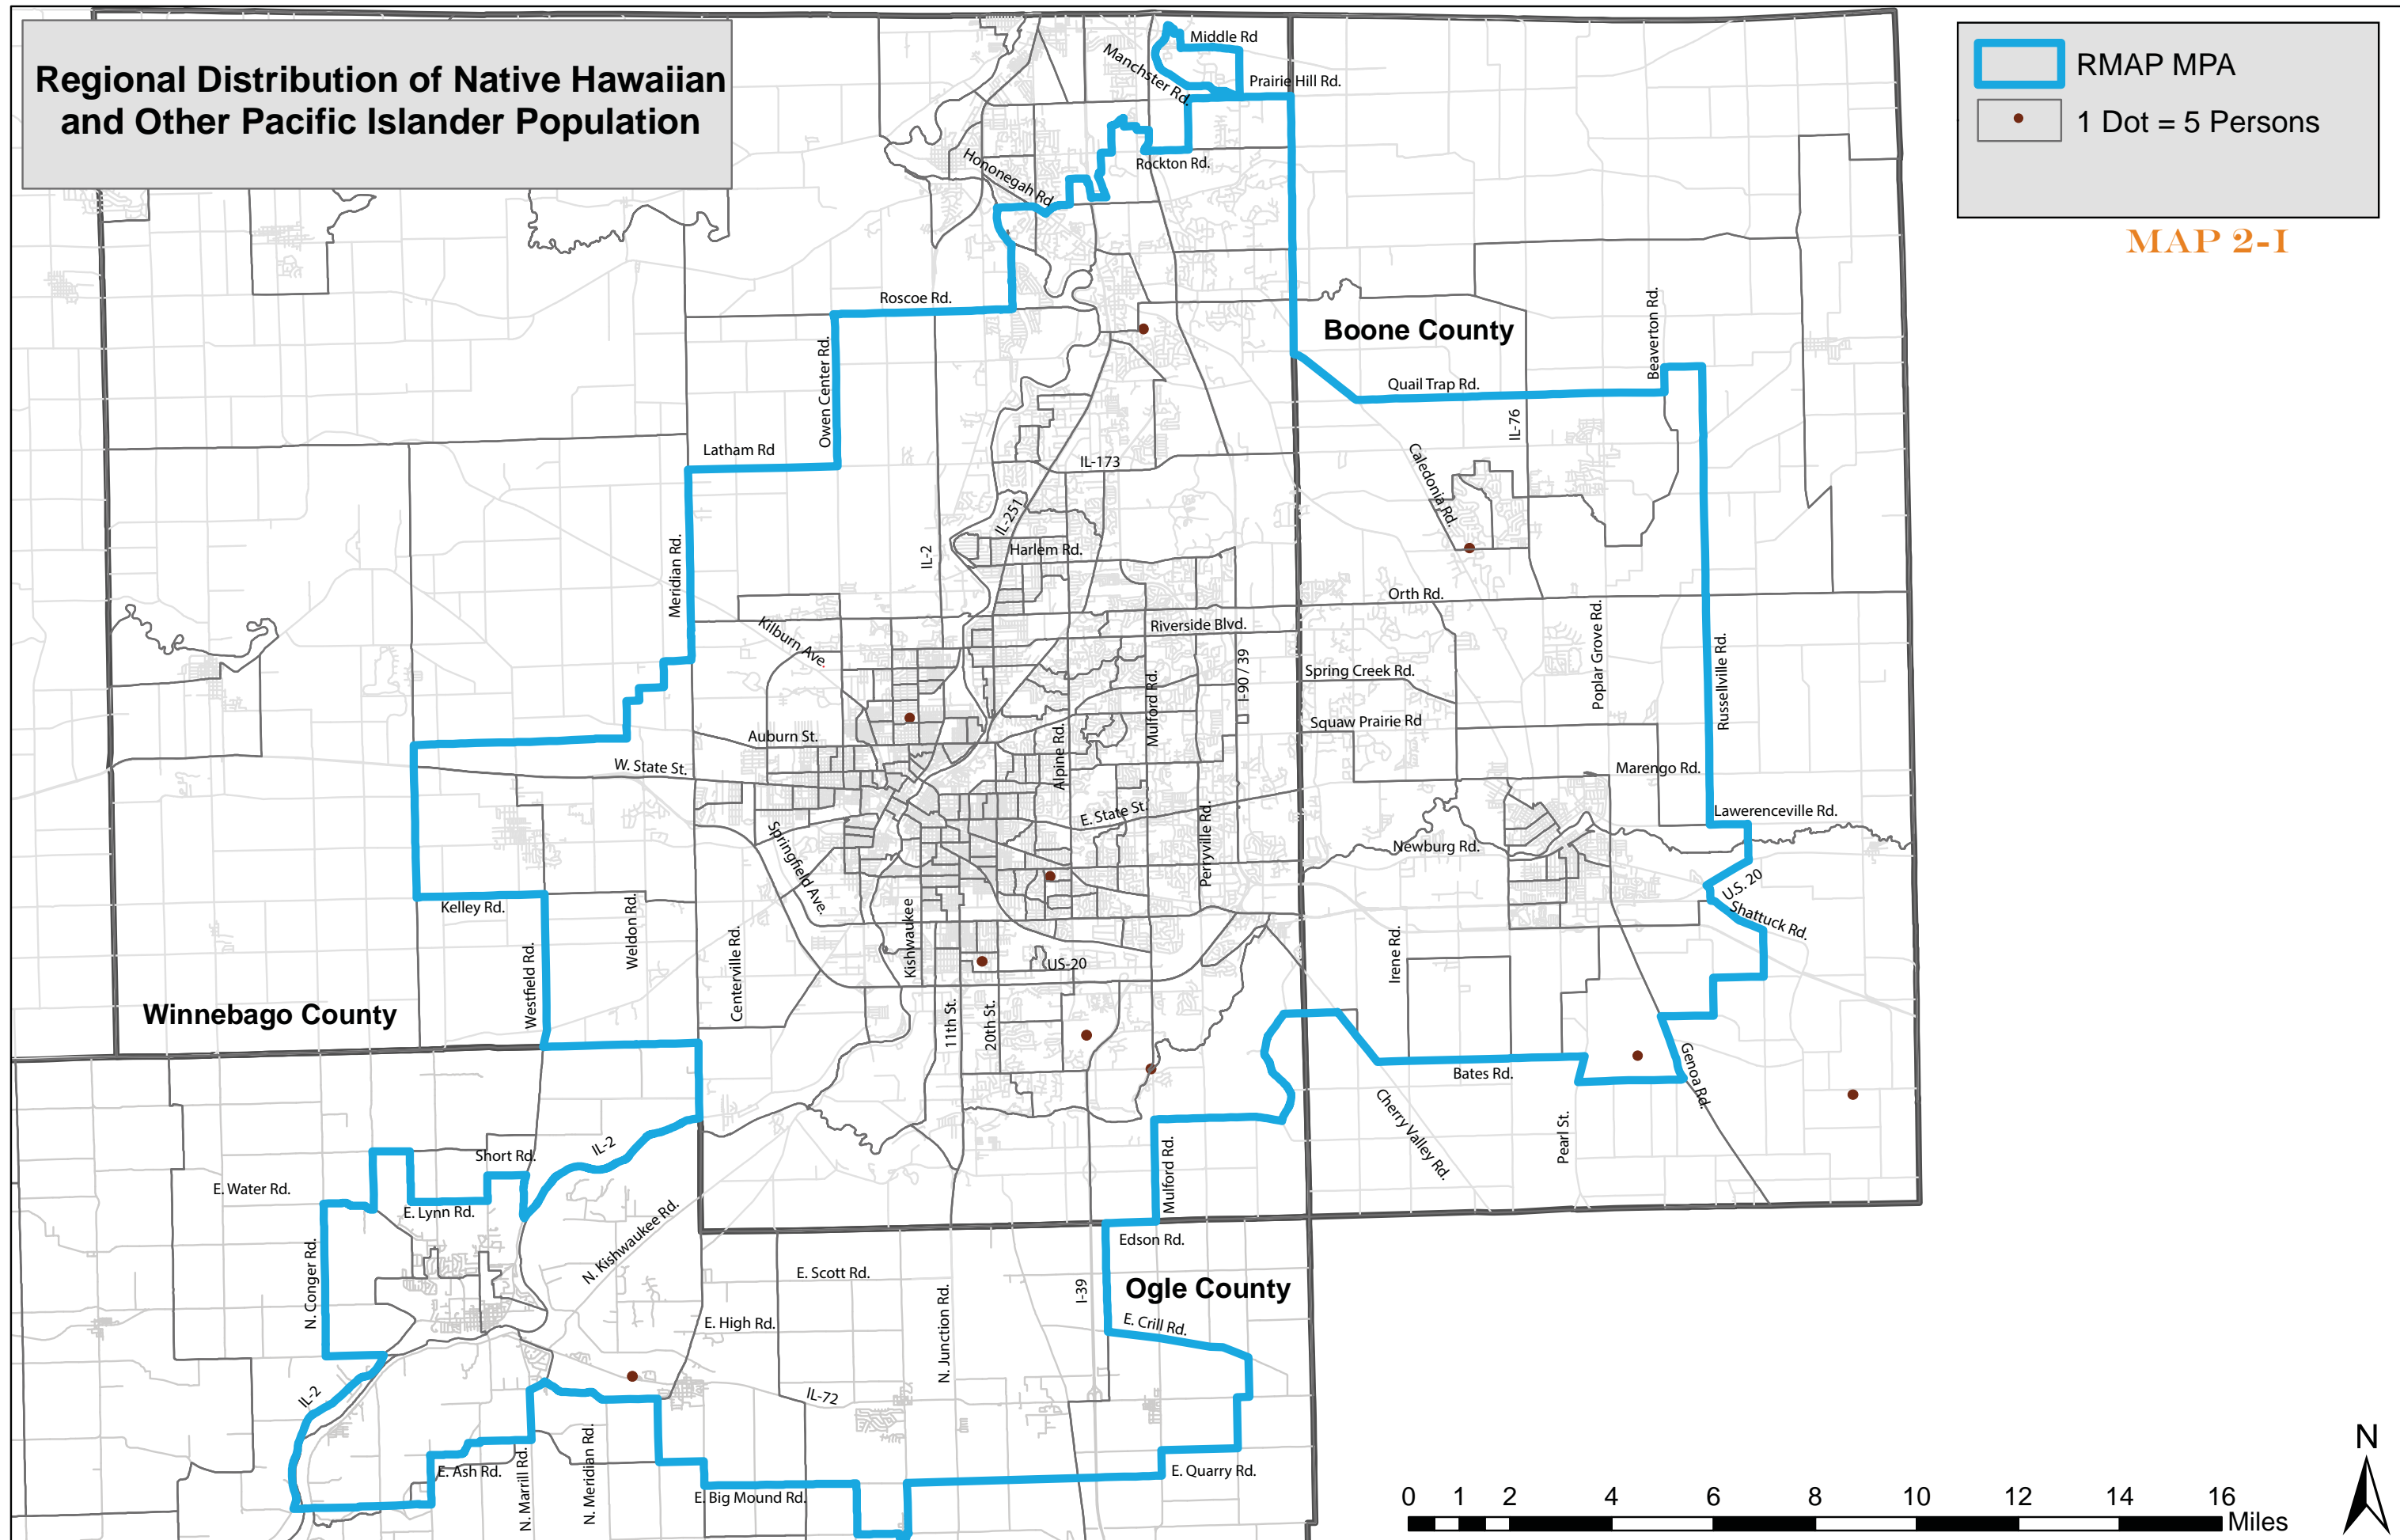 Regional Distribution of Native Hawaiian
and Other Pacific Islander Population
RMAP MPA
1 Dot = 5 Persons
MAP 2-I
Middle Rd
Manchster Rd.
Prairie Hill Rd.
Rockton Rd.
Hononegah Rd
Roscoe Rd.
Boone County
Beaverton Rd.
Owen Center Rd.
Quail Trap Rd.
IL-76
Latham Rd
IL-173
Caledonia Rd.
IL-251
Harlem Rd.
IL-2
Meridian Rd.
Orth Rd.
Kilburn Ave.
Riverside Blvd.
Poplar Grove Rd.
Russellville Rd.
I-90 / 39
Spring Creek Rd.
Mulford Rd.
Squaw Prairie Rd
Auburn St.
Alpine Rd.
W. State St.
Marengo Rd.
E. State St.
Lawerenceville Rd.
Perryville Rd.
Newburg Rd.
Springfield Ave.
U.S. 20
Kelley Rd.
Shattuck Rd.
Weldon Rd.
Kishwaukee
Irene Rd.
Centerville Rd.
Westfield Rd.
US-20
Winnebago County
11th St.
20th St.
Bates Rd.
Genoa Rd.
Cherry Valley Rd.
Pearl St.
IL-2
Short Rd.
E. Water Rd.
Mulford Rd.
E. Lynn Rd.
N. Kishwaukee Rd.
Edson Rd.
N. Conger Rd.
E. Scott Rd.
Ogle County
I-39
N. Junction Rd.
E. High Rd.
E. Crill Rd.
IL-2
IL-72
N. Meridian Rd.
N. Marrill Rd.
E. Ash Rd.
E. Quarry Rd.
E. Big Mound Rd.
N
0 1 2 4 6 8 10 12 14 16
Miles